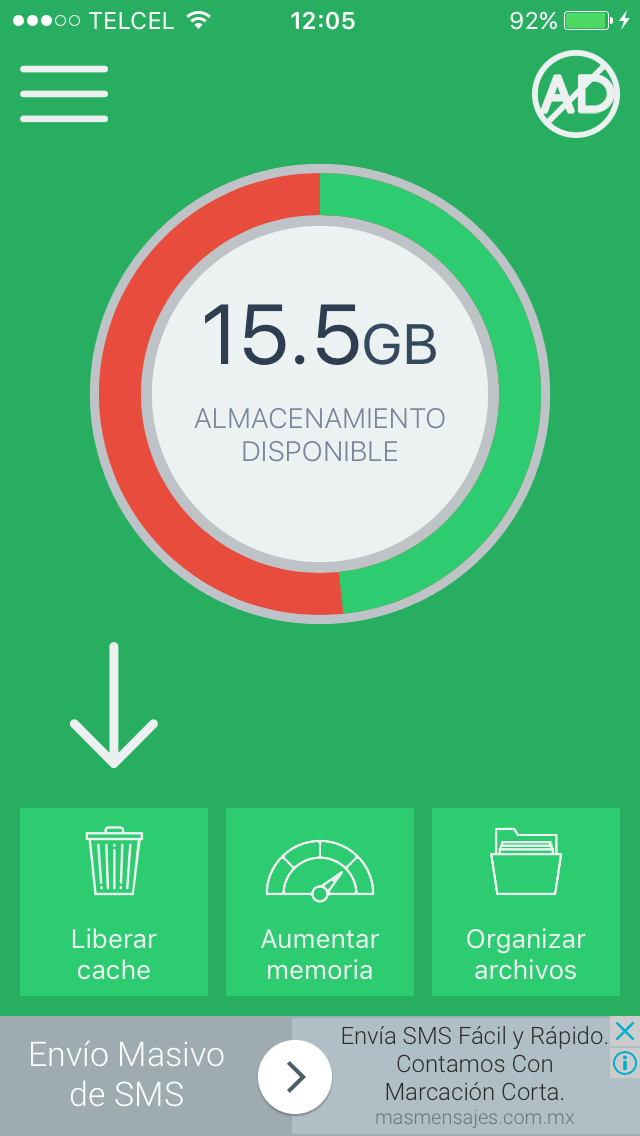 TELCEL 12:05 92%
AD
15.5GB
ALMACENAMIENTO
DISPONIBLE
Liberar
cache
Aumentar
memoria
Organizar
archivos
Envío Masivo
de SMS
Envía SMS Fácil y Rápido.
Contamos Con
Marcación Corta.
masmensajes.com.mx